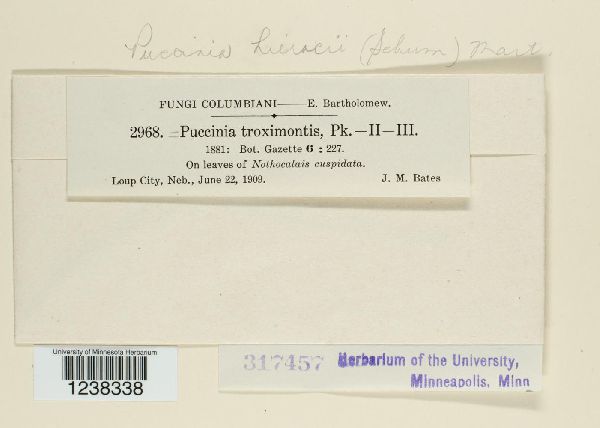 Puccinia hieracii (Schum) Mart.
FUNGI COLUMBIANI——E. Bartholomew.
2968. =Puccinia troximontis, Pk.—II—III.
1881: Bot. Gazette 6 : 227.
On leaves of Nothocalais cuspidata.
Loup City, Neb., June 22, 1909. J. M. Bates
University of Minnesota Herbarium
1238338
317457 Herbarium of the University,
Minneapolis, Minn